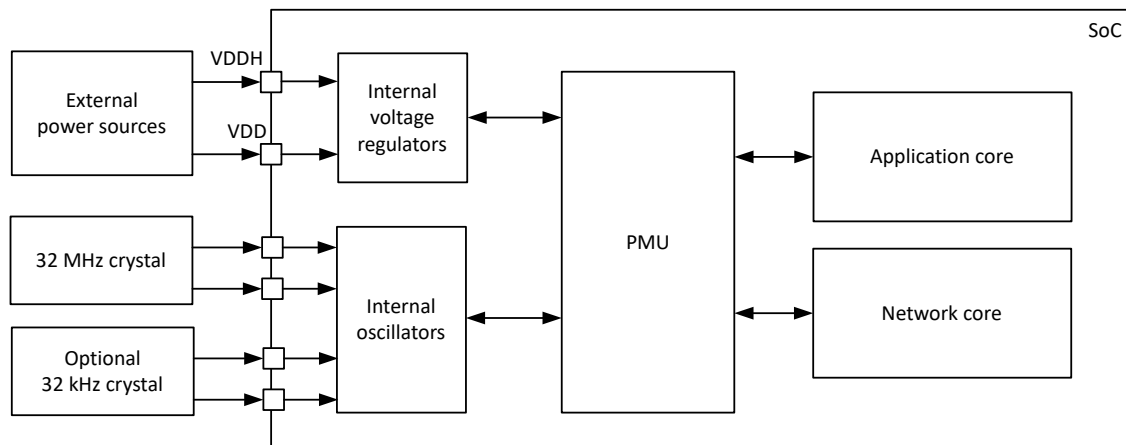 SoC
VDDH
External
power sources
VDD
Internal
voltage
regulators
Application core
PMU
32 MHz crystal
Internal
oscillators
Network core
Optional
32 kHz crystal